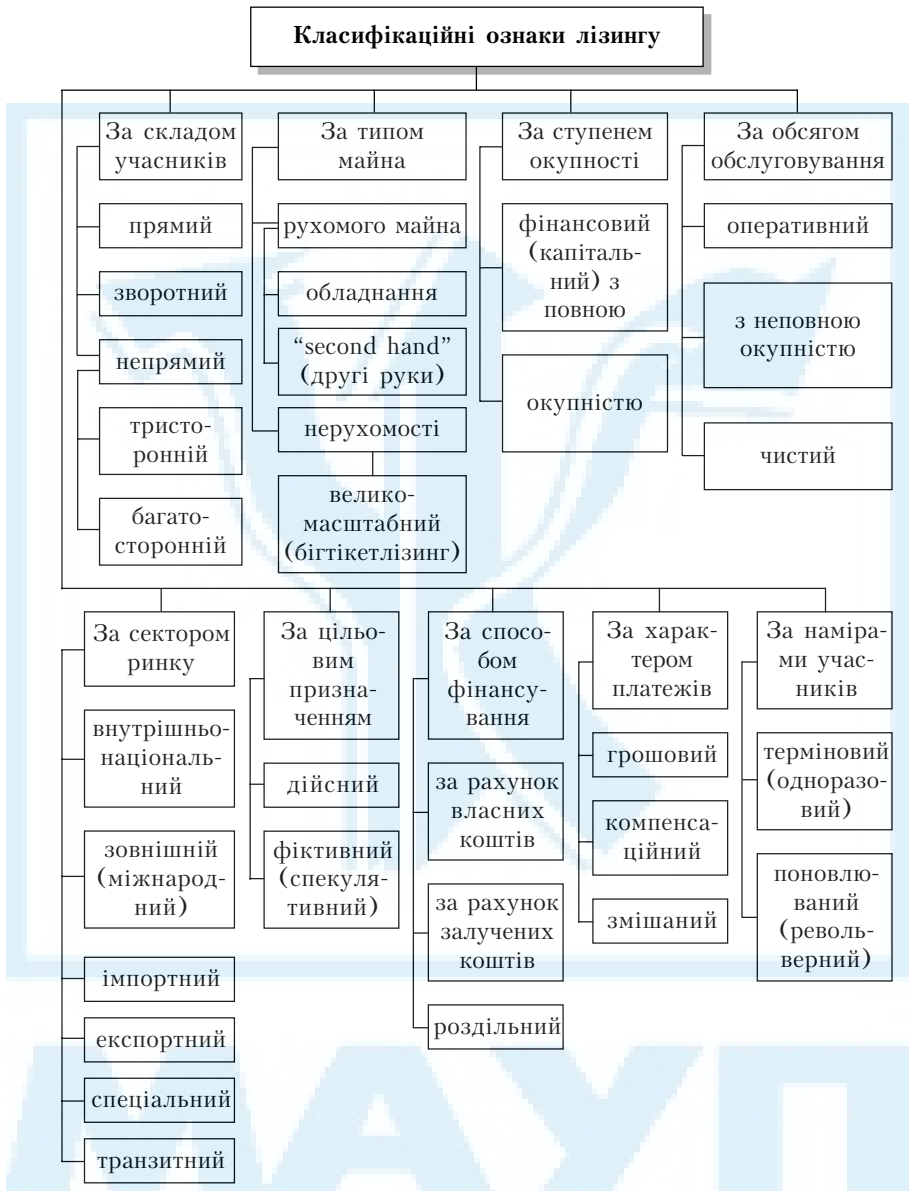 Класифікаційні ознаки лізингу
За складом
учасників
прямий
зворотний
непрямий
тристо-
ронній
багато-
сторонній
За типом
майна
рухомого майна
обладнання
“second hand”
(другі руки)
нерухомості
велико-
масштабний
(бігтікетлізинг)
За ступенем
окупності
фінансовий
(капіталь-
ний) з
повною
окупністю
За обсягом
обслуговування
оперативний
з неповною
окупністю
чистий
За сектором
ринку
внутрішньо-
національ-
ний
зовнішній
(міжнарод-
ний)
імпортний
експортний
спеціальний
транзитний
За цільо-
вим
призна-
ченням
дійсний
фіктивний
(спекуля-
тивний)
За спосо-
бом
фінансу-
вання
за рахунок
власних
коштів
за рахунок
залучених
коштів
роздільний
За харак-
тером
платежів
грошовий
компенса-
ційний
змішаний
За наміра-
ми учас-
ників
терміновий
(одноразо-
вий)
поновлю-
ваний
(револь-
верний)
МАУП